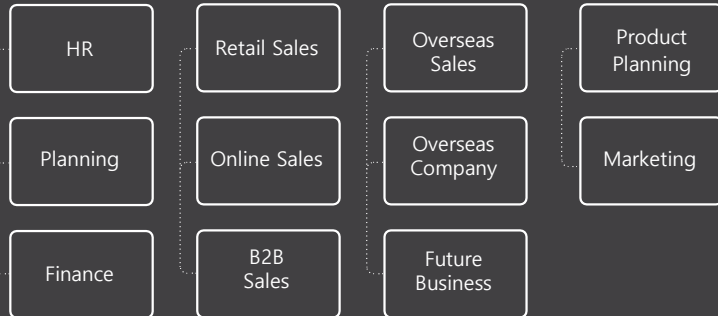 HR
Retail Sales
Overseas
Sales
Product
Planning
Planning
Online Sales
Overseas
Company
Marketing
Finance
B2B
Sales
Future
Business